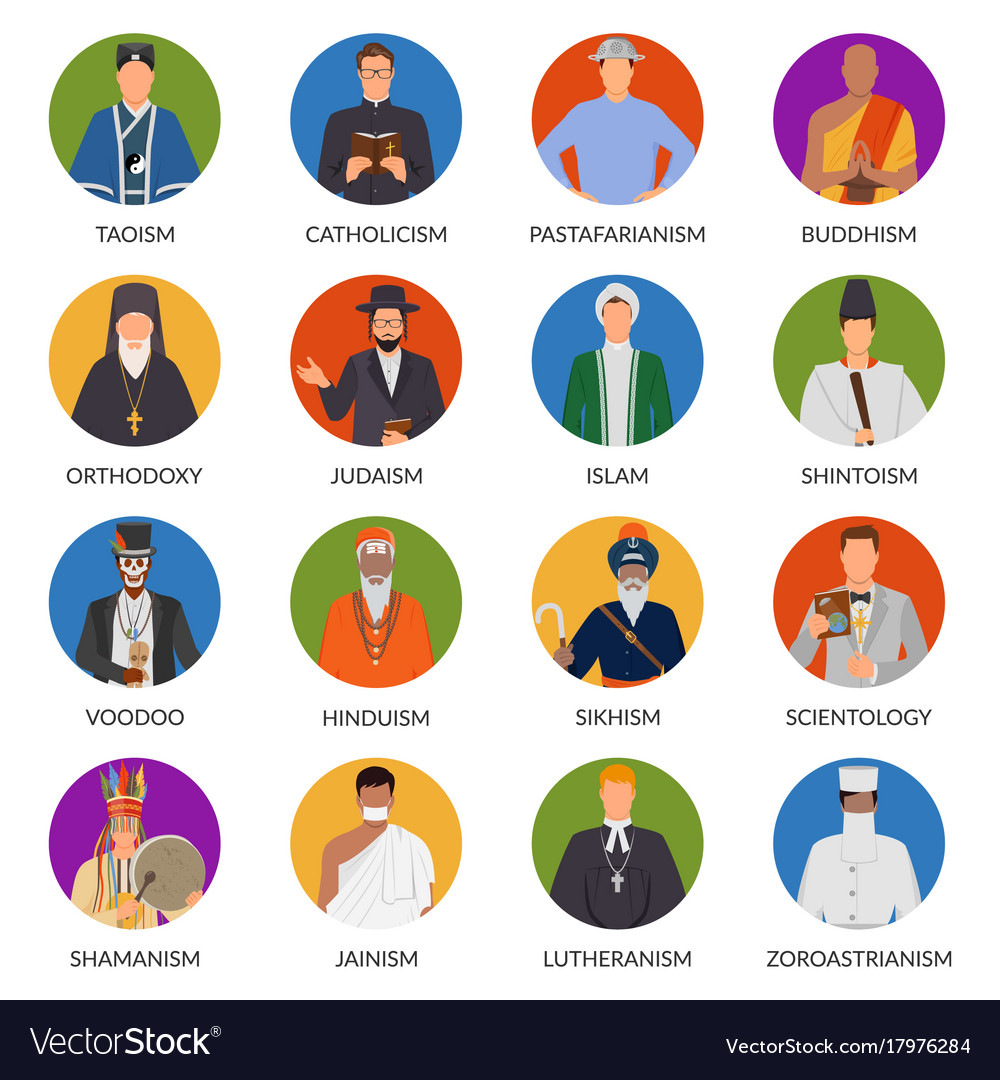 TAOISM
CATHOLICISM
PASTAFARIANISM
BUDDHISM
ORTHODOXY
JUDAISM
ISLAM
SHINTOISM
VOODOO
HINDUISM
SIKHISM
SCIENTOLOGY
SHAMANISM
JAINISM
LUTHERANISM
ZOROASTRIANISM
VectorStock®
VectorStock.com/17976284